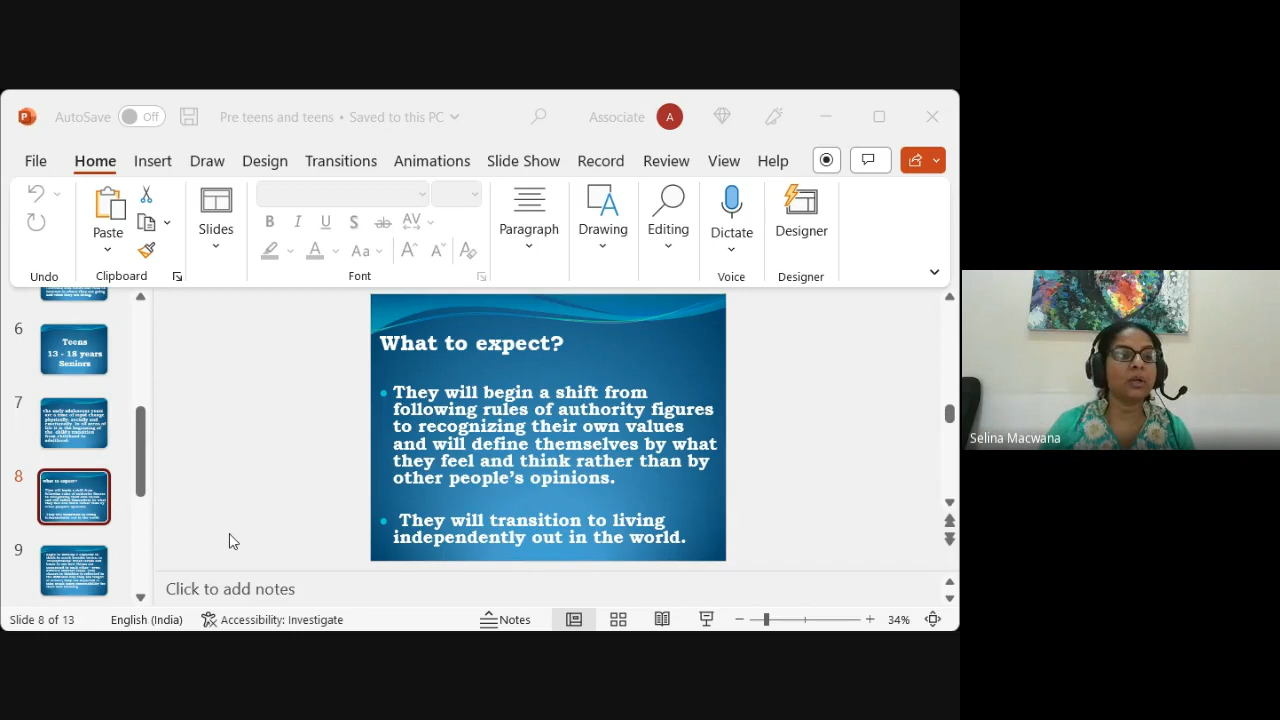 AutoSave Off Pre teens and teens • Saved to this PC Associate A
File Home Insert Draw Design Transitions Animations Slide Show Record Review View Help
Paste
Slides
B I U S ab AV
A Aa A A A
Paragraph
Drawing
Editing
Dictate
Designer
Undo Clipboard Font Voice Designer
6
Teens
13 - 18 years
Seniors
7
8
9
What to expect?
They will begin a shift from
following rules of authority figures
to recognizing their own values
and will define themselves by what
they feel and think rather than by
other people's opinions.
They will transition to living
independently out in the world.
Click to add notes
Slide 8 of 13 English (India) Accessibility: Investigate Notes 34%
Selina Macwana